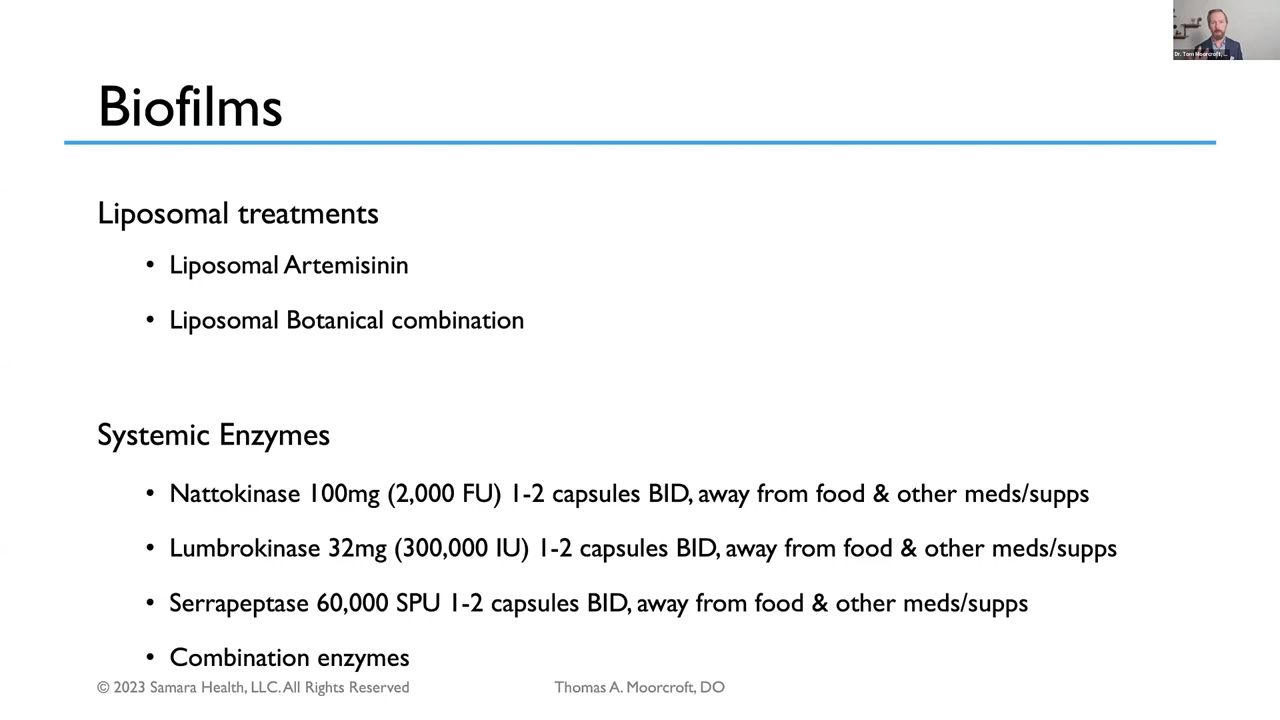 Dr. Tom Moorcroft, ...
Biofilms
Liposomal treatments
• Liposomal Artemisinin
• Liposomal Botanical combination
Systemic Enzymes
• Nattokinase 100mg (2,000 FU) 1-2 capsules BID, away from food & other meds/supps
• Lumbrokinase 32mg (300,000 IU) 1-2 capsules BID, away from food & other meds/supps
• Serrapeptase 60,000 SPU 1-2 capsules BID, away from food & other meds/supps
• Combination enzymes
© 2023 Samara Health, LLC. All Rights Reserved
Thomas A. Moorcroft, DO